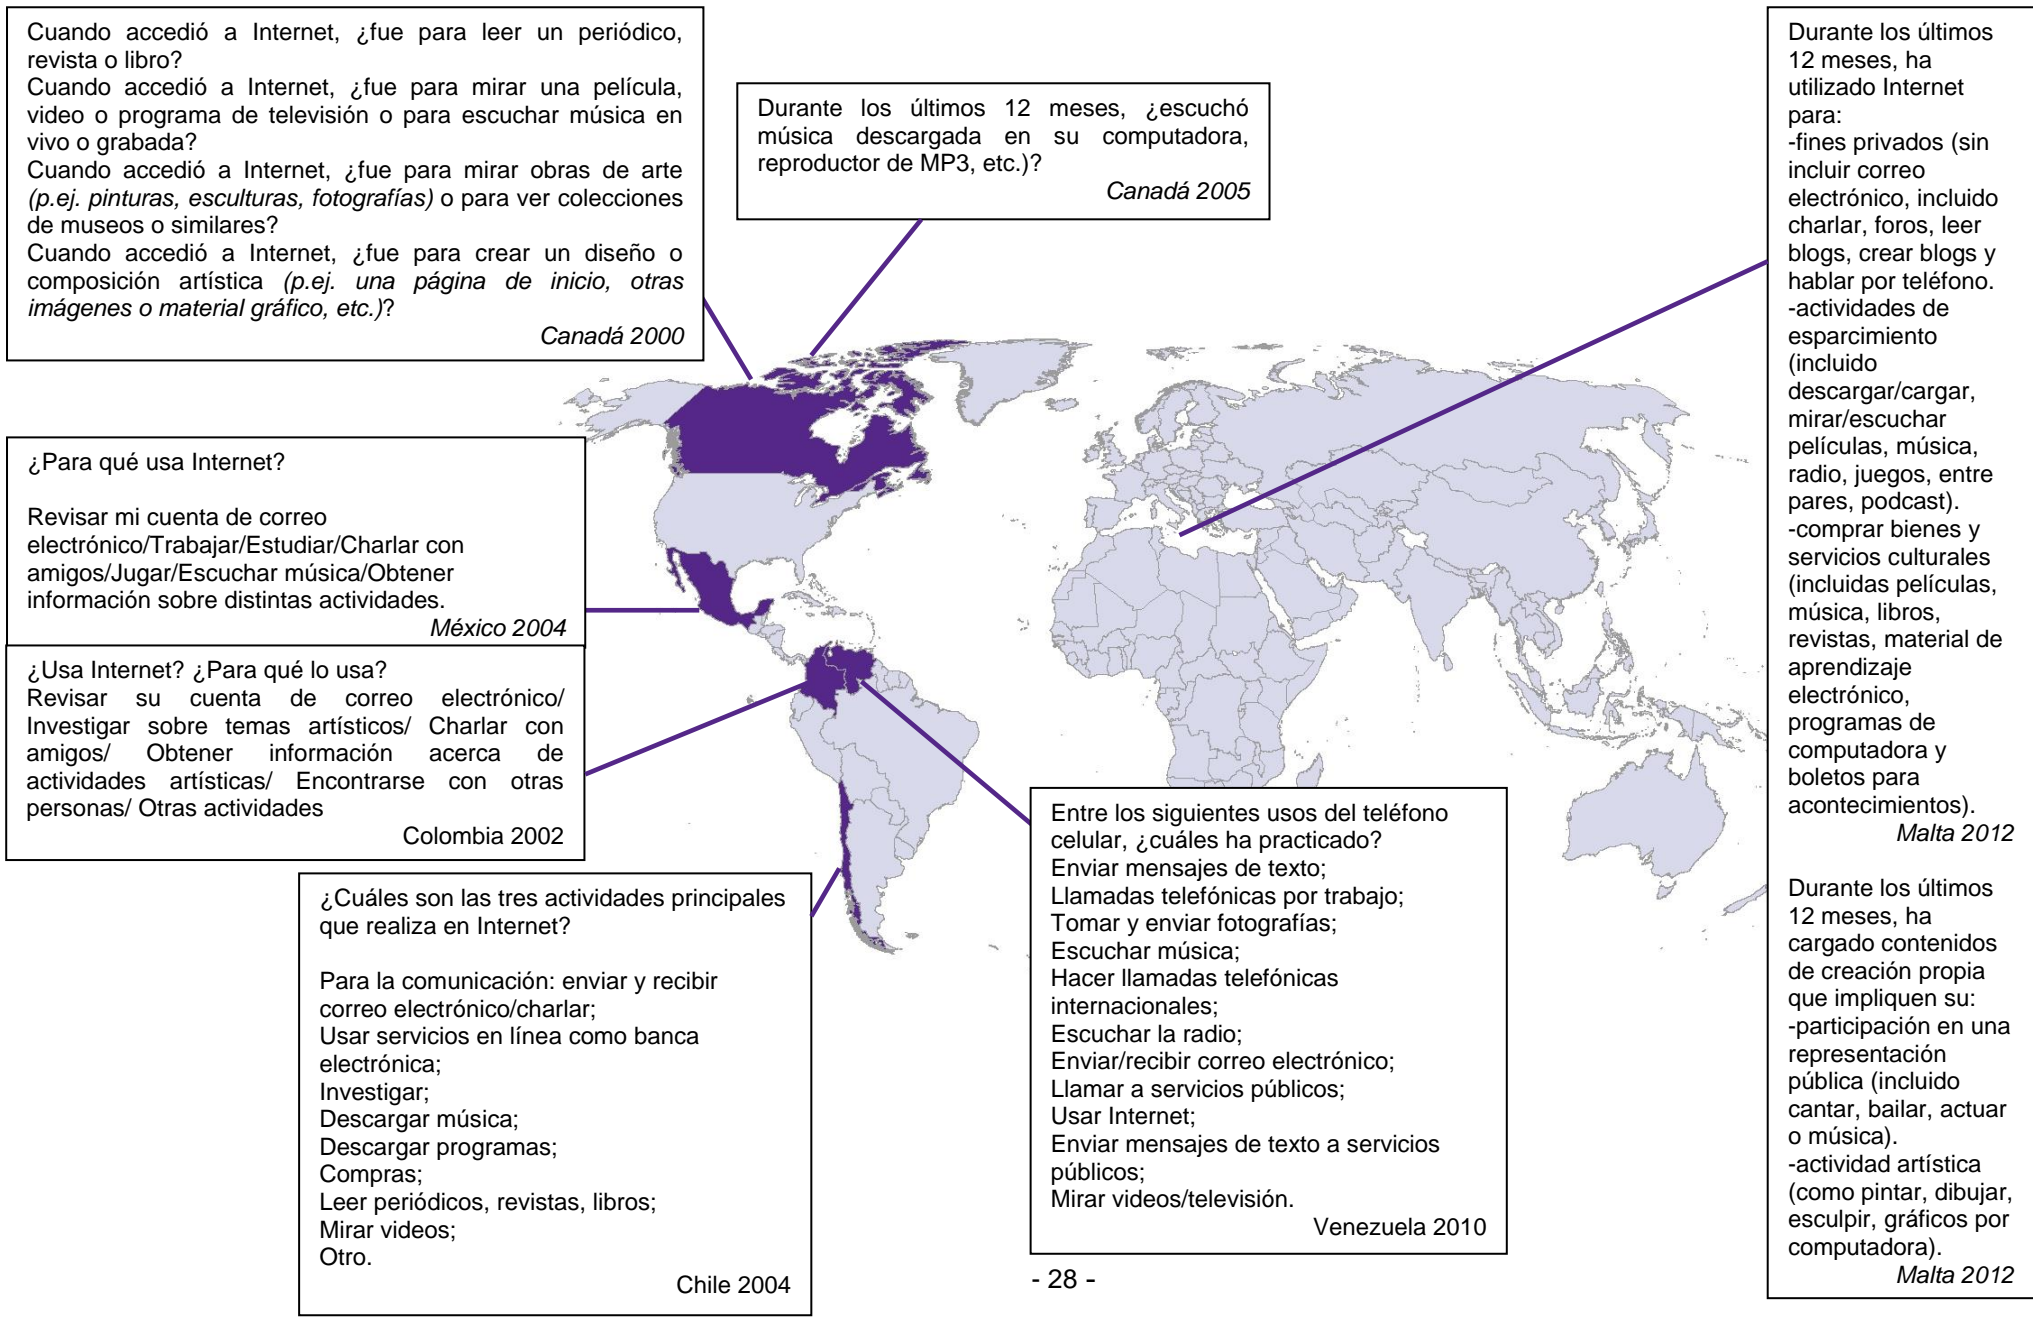 Cuando accedió a Internet, ¿fue para leer un periódico,
revista o libro?
Cuando accedió a Internet, ¿fue para mirar una película,
video o programa de televisión o para escuchar música en
vivo o grabada?
Cuando accedió a Internet, ¿fue para mirar obras de arte
(p.ej. pinturas, esculturas, fotografías) o para ver colecciones
de museos o similares?
Cuando accedió a Internet, ¿fue para crear un diseño o
composición artística (p.ej. una página de inicio, otras
imágenes o material gráfico, etc.)?
Canadá 2000
Durante los últimos 12 meses, ¿escuchó
música descargada en su computadora,
reproductor de MP3, etc.)?
Canadá 2005
¿Para qué usa Internet?
Revisar mi cuenta de correo
electrónico/Trabajar/Estudiar/Charlar con
amigos/Jugar/Escuchar música/Obtener
información sobre distintas actividades.
México 2004
¿Usa Internet? ¿Para qué lo usa?
Revisar su cuenta de correo electrónico/
Investigar sobre temas artísticos/ Charlar con
amigos/ Obtener información acerca de
actividades artísticas/ Encontrarse con otras
personas/ Otras actividades
Colombia 2002
¿Cuáles son las tres actividades principales
que realiza en Internet?
Para la comunicación: enviar y recibir
correo electrónico/charlar;
Usar servicios en línea como banca
electrónica;
Investigar;
Descargar música;
Descargar programas;
Compras;
Leer periódicos, revistas, libros;
Mirar videos;
Otro.
Chile 2004
Entre los siguientes usos del teléfono
celular, ¿cuáles ha practicado?
Enviar mensajes de texto;
Llamadas telefónicas por trabajo;
Tomar y enviar fotografías;
Escuchar música;
Hacer llamadas telefónicas
internacionales;
Escuchar la radio;
Enviar/recibir correo electrónico;
Llamar a servicios públicos;
Usar Internet;
Enviar mensajes de texto a servicios
públicos;
Mirar videos/televisión.
Venezuela 2010
Durante los últimos
12 meses, ha
utilizado Internet
para:
-fines privados (sin
incluir correo
electrónico, incluido
charlar, foros, leer
blogs, crear blogs y
hablar por teléfono.
-actividades de
esparcimiento
(incluido
descargar/cargar,
mirar/escuchar
películas, música,
radio, juegos, entre
pares, podcast).
-comprar bienes y
servicios culturales
(incluidas películas,
música, libros,
revistas, material de
aprendizaje
electrónico,
programas de
computadora y
boletos para
acontecimientos).
Malta 2012
Durante los últimos
12 meses, ha
cargado contenidos
de creación propia
que impliquen su:
-participación en una
representación
pública (incluido
cantar, bailar, actuar
o música).
-actividad artística
(como pintar, dibujar,
esculpir, gráficos por
computadora).
Malta 2012
- 28 -